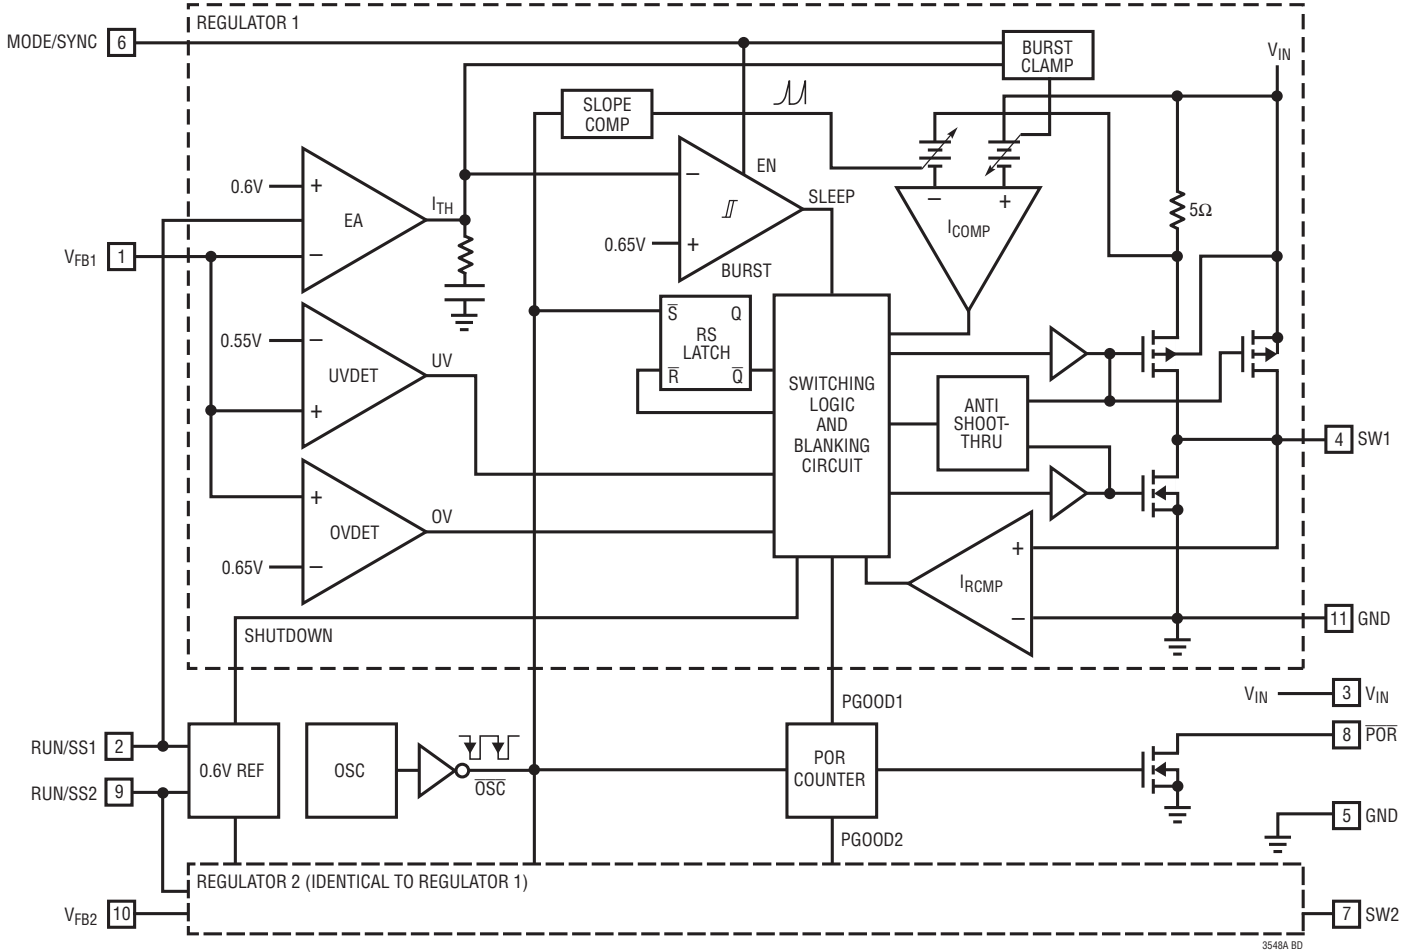 REGULATOR 1
MODE/SYNC 6
BURST
CLAMP
VIN
SLOPE
COMP
EN
0.6V
+
EA
−
ITH
−
SLEEP
0.65V
+
BURST
−
+
ICOMP
5Ω
VFB1 1
S̅ Q
RS
LATCH
R̅ Q̅
0.55V
−
UVDET
+
UV
SWITCHING
LOGIC
AND
BLANKING
CIRCUIT
ANTI
SHOOT-
THRU
4 SW1
+
OVDET
0.65V
−
OV
+
IRCMP
−
11 GND
SHUTDOWN
PGOOD1
VIN 3 VIN
8 P̅O̅R̅
RUN/SS1 2
0.6V REF
OSC
O̅S̅C̅
POR
COUNTER
RUN/SS2 9
5 GND
PGOOD2
REGULATOR 2 (IDENTICAL TO REGULATOR 1)
VFB2 10
7 SW2
3548A BD